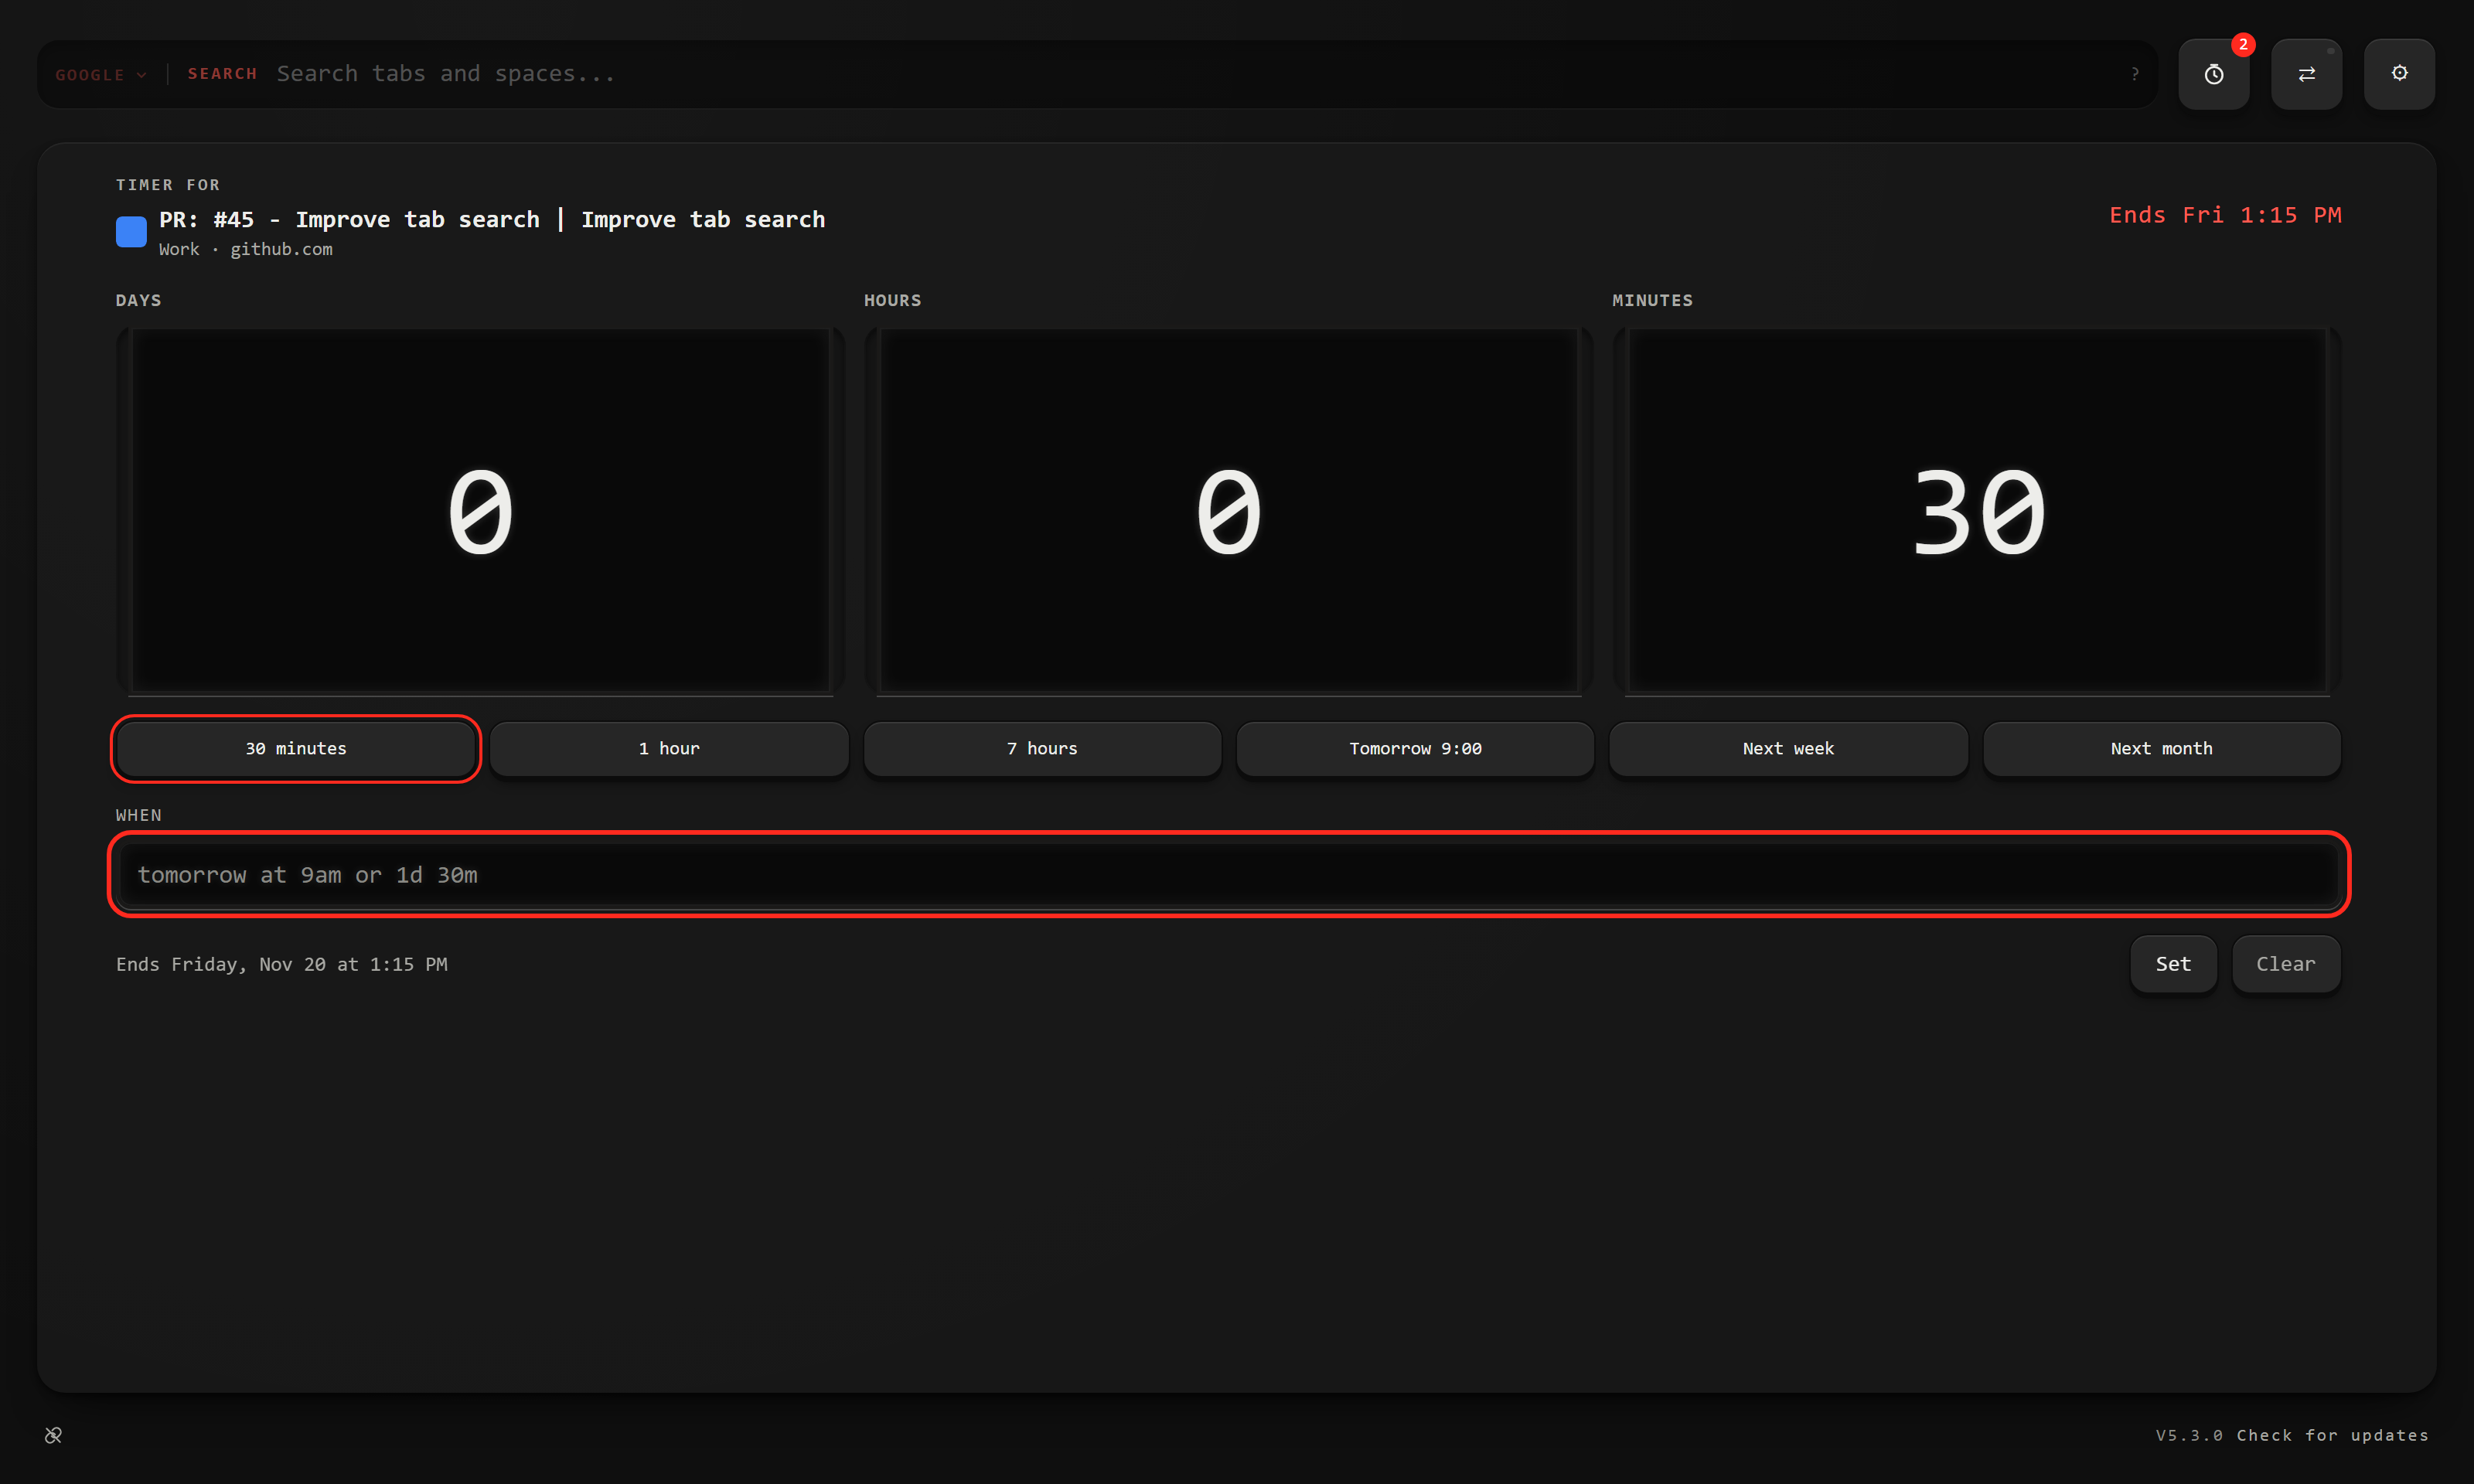 GOOGLE SEARCH Search tabs and spaces... ?
2
TIMER FOR
PR: #45 - Improve tab search | Improve tab search
Work · github.com
Ends Fri 1:15 PM
DAYS HOURS MINUTES
0 0 30
30 minutes 1 hour 7 hours Tomorrow 9:00 Next week Next month
WHEN
tomorrow at 9am or 1d 30m
Ends Friday, Nov 20 at 1:15 PM Set Clear
V5.3.0 Check for updates